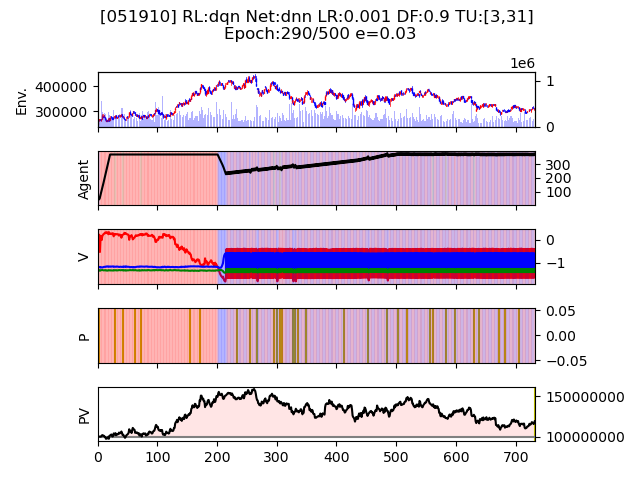 [051910] RL:dqn Net:dnn LR:0.001 DF:0.9 TU:[3,31]
Epoch:290/500 e=0.03
1e6
Env.
400000
300000
1
0
Agent
300
200
100
V
0
−1
P
0.05
0.00
−0.05
PV
150000000
100000000
0 100 200 300 400 500 600 700